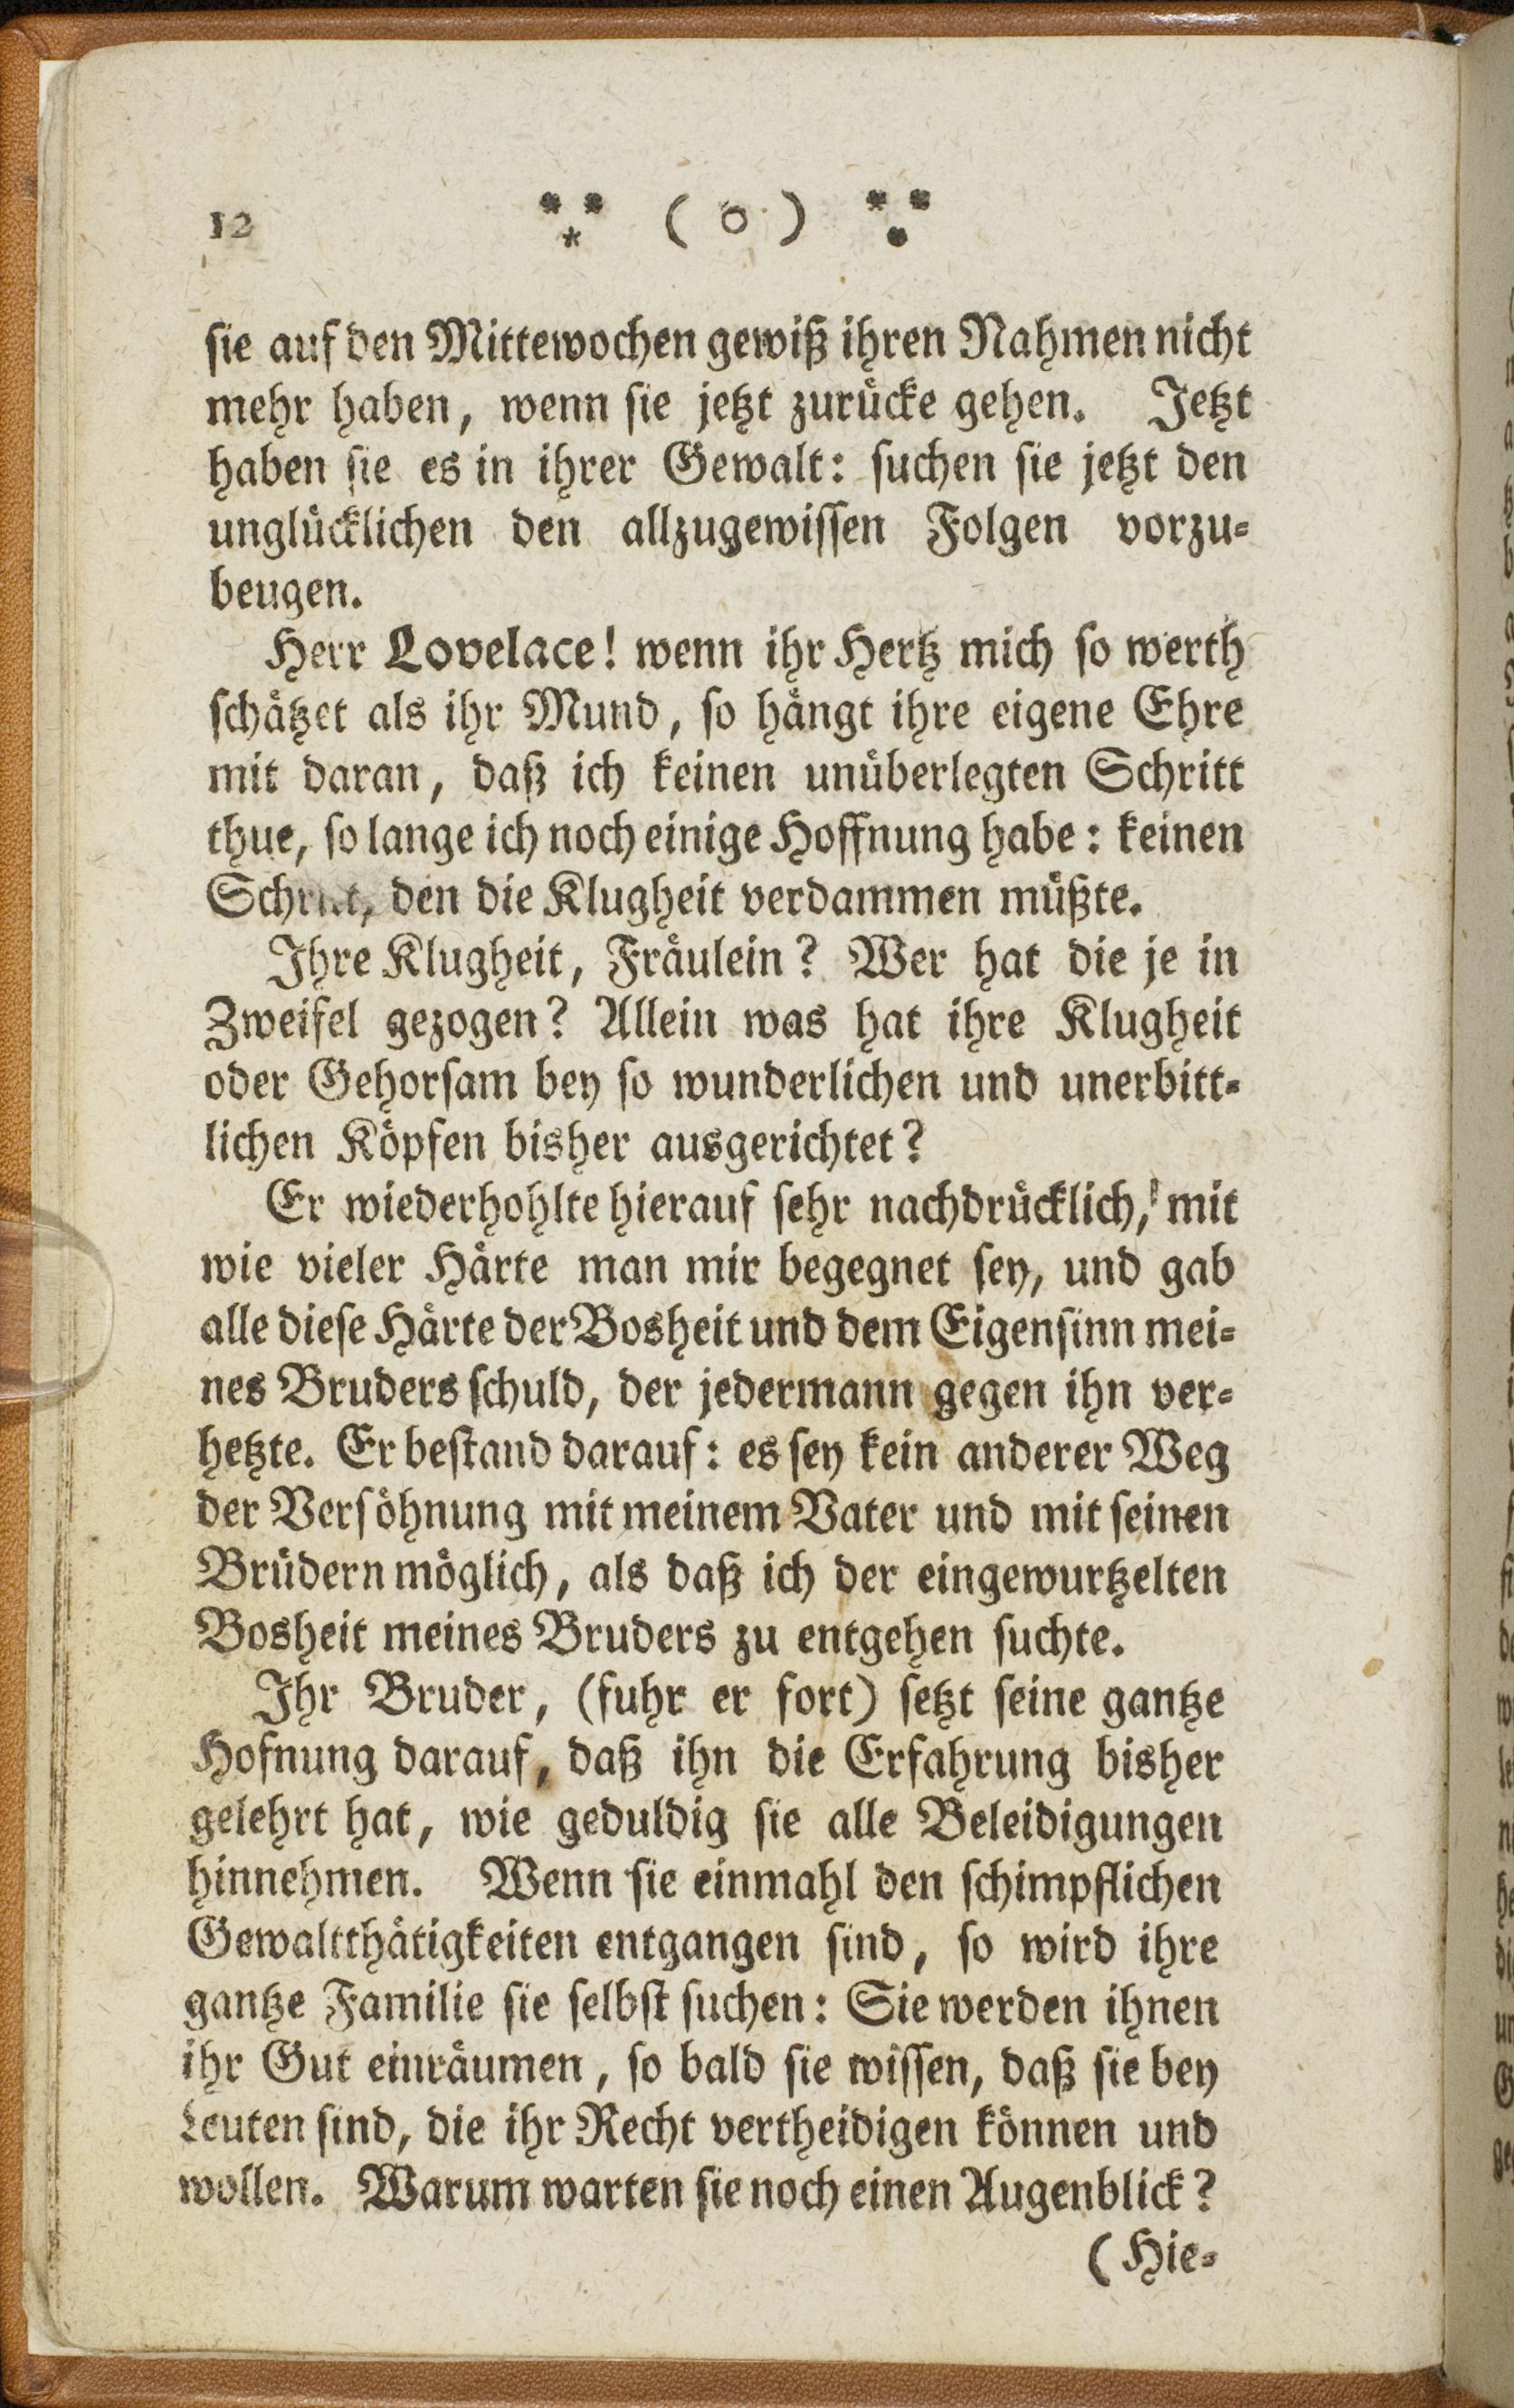 12 ** * ( o ) ** *
sie auf den Mittewochen gewiß ihren Nahmen nicht
mehr haben, wenn sie jetzt zurücke gehen. Jetzt
haben sie es in ihrer Gewalt: suchen sie jetzt den
unglücklichen den allzugewissen Folgen vorzu-
beugen.
Herr Lovelace! wenn ihr Hertz mich so werth
schätzet als ihr Mund, so hängt ihre eigene Ehre
mit daran, daß ich keinen unüberlegten Schritt
thue, so lange ich noch einige Hoffnung habe: keinen
Schritt, den die Klugheit verdammen müßte.
Ihre Klugheit, Fräulein? Wer hat die je in
Zweifel gezogen? Allein was hat ihre Klugheit
oder Gehorsam bey so wunderlichen und unerbitt-
lichen Köpfen bisher ausgerichtet?
Er wiederhohlte hierauf sehr nachdrücklich, mit
wie vieler Härte man mir begegnet sey, und gab
alle diese Härte der Bosheit und dem Eigensinn mei-
nes Bruders schuld, der jedermann gegen ihn ver-
hetzte. Er bestand darauf: es sey kein anderer Weg
der Versöhnung mit meinem Vater und mit seinen
Brüdern möglich, als daß ich der eingewurtzelten
Bosheit meines Bruders zu entgehen suchte.
Ihr Bruder, (fuhr er fort) setzt seine gantze
Hofnung darauf, daß ihn die Erfahrung bisher
gelehrt hat, wie geduldig sie alle Beleidigungen
hinnehmen. Wenn sie einmahl den schimpflichen
Gewaltthätigkeiten entgangen sind, so wird ihre
gantze Familie sie selbst suchen: Sie werden ihnen
ihr Gut einräumen, so bald sie wissen, daß sie bey
Leuten sind, die ihr Recht vertheidigen können und
wollen. Warum warten sie noch einen Augenblick?
(Hie-